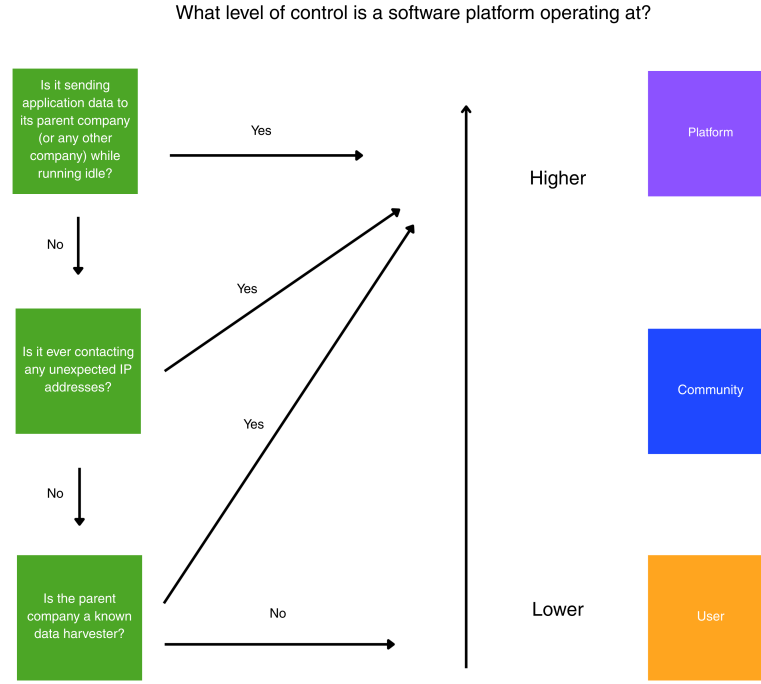 What level of control is a software platform operating at?
Is it sending
application data to
its parent company
(or any other
company) while
running idle?
Yes
Higher
Platform
No
Is it ever contacting
any unexpected IP
addresses?
Yes
Community
Yes
No
Is the parent
company a known
data harvester?
No
Lower
User